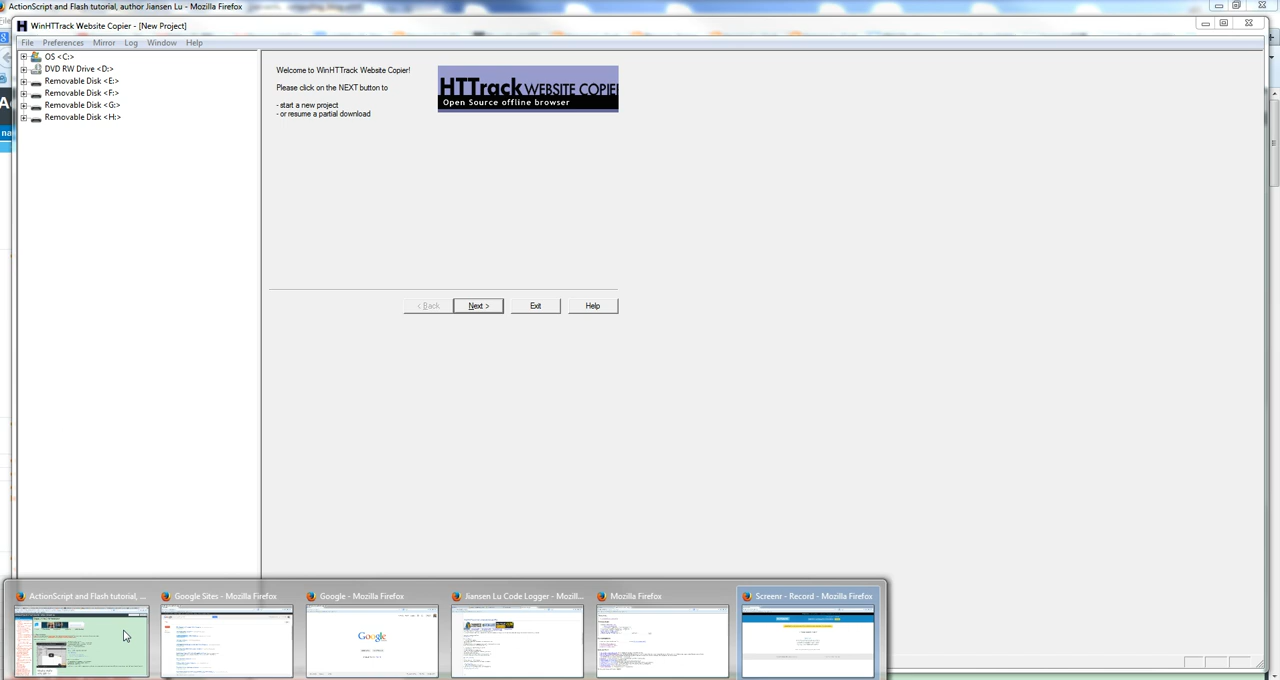 ActionScript and Flash tutorial, author Jiansen Lu - Mozilla Firefox
WinHTTrack Website Copier - [New Project]
File Preferences Mirror Log Window Help
OS <C:>
DVD RW Drive <D:>
Removable Disk <E:>
Removable Disk <F:>
Removable Disk <G:>
Removable Disk <H:>
Welcome to WinHTTrack Website Copier!
Please click on the NEXT button to
- start a new project
- or resume a partial download
HTTrack WEBSITE COPIE
Open Source offline browser
< Back Next > Exit Help
ActionScript and Flash tutorial, ...
Google Sites - Mozilla Firefox
Google - Mozilla Firefox
Jiansen Lu Code Logger - Mozill...
Mozilla Firefox
Screenr - Record - Mozilla Firefox
Google